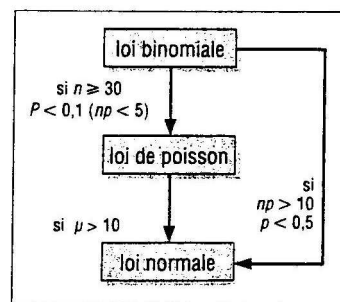 loi binomiale
si n ⩾ 30
P < 0,1 (np < 5)
loi de poisson
si
np > 10
p < 0,5
si μ > 10
loi normale